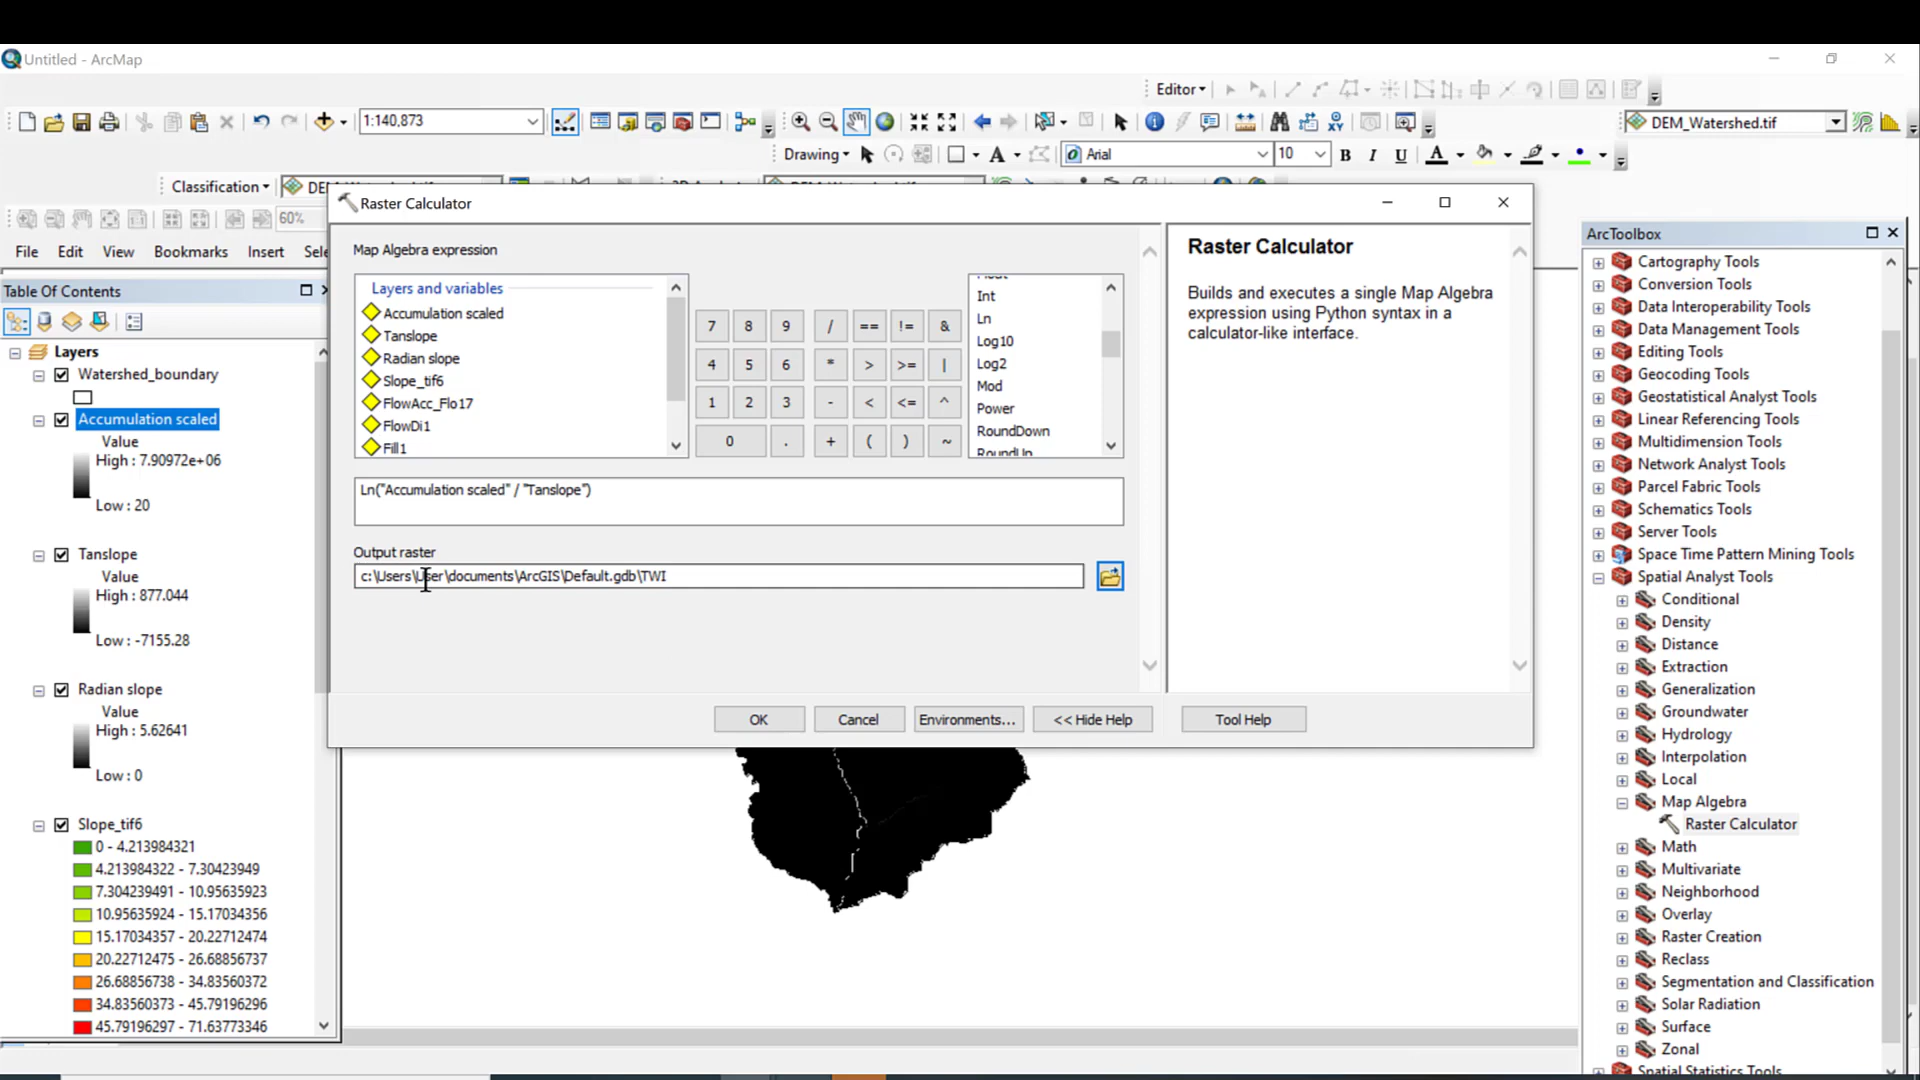 Untitled - ArcMap
Editor
1:140,873
DEM_Watershed.tif
Drawing
Arial
10
B I U A
Classification
60%
File Edit View Bookmarks Insert Sele
Raster Calculator
Map Algebra expression
Layers and variables
Accumulation scaled
Tanslope
Radian slope
Slope_tif6
FlowAcc_Flo17
FlowDi1
Fill1
7 8 9 / == != &
4 5 6 * > >= |
1 2 3 - < <= ^
0 . + ( ) ~
Int
Ln
Log10
Log2
Mod
Power
RoundDown
RoundUp
Ln("Accumulation scaled" / "Tanslope")
Output raster
c:\Users\User\documents\ArcGIS\Default.gdb\TWI
OK
Cancel
Environments...
<< Hide Help
Tool Help
Raster Calculator
Builds and executes a single Map Algebra
expression using Python syntax in a
calculator-like interface.
Table Of Contents
Layers
Watershed_boundary
Accumulation scaled
Value
High : 7.90972e+06
Low : 20
Tanslope
Value
High : 877.044
Low : -7155.28
Radian slope
Value
High : 5.62641
Low : 0
Slope_tif6
0 - 4.213984321
4.213984322 - 7.30423949
7.304239491 - 10.95635923
10.95635924 - 15.17034356
15.17034357 - 20.22712474
20.22712475 - 26.68856737
26.68856738 - 34.83560372
34.83560373 - 45.79196296
45.79196297 - 71.63773346
ArcToolbox
Cartography Tools
Conversion Tools
Data Interoperability Tools
Data Management Tools
Editing Tools
Geocoding Tools
Geostatistical Analyst Tools
Linear Referencing Tools
Multidimension Tools
Network Analyst Tools
Parcel Fabric Tools
Schematics Tools
Server Tools
Space Time Pattern Mining Tools
Spatial Analyst Tools
Conditional
Density
Distance
Extraction
Generalization
Groundwater
Hydrology
Interpolation
Local
Map Algebra
Raster Calculator
Math
Multivariate
Neighborhood
Overlay
Raster Creation
Reclass
Segmentation and Classification
Solar Radiation
Surface
Zonal
Spatial Statistics Tools